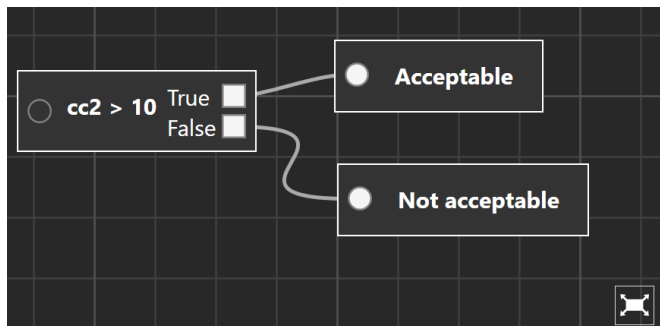 cc2 > 10
True
False
Acceptable
Not acceptable